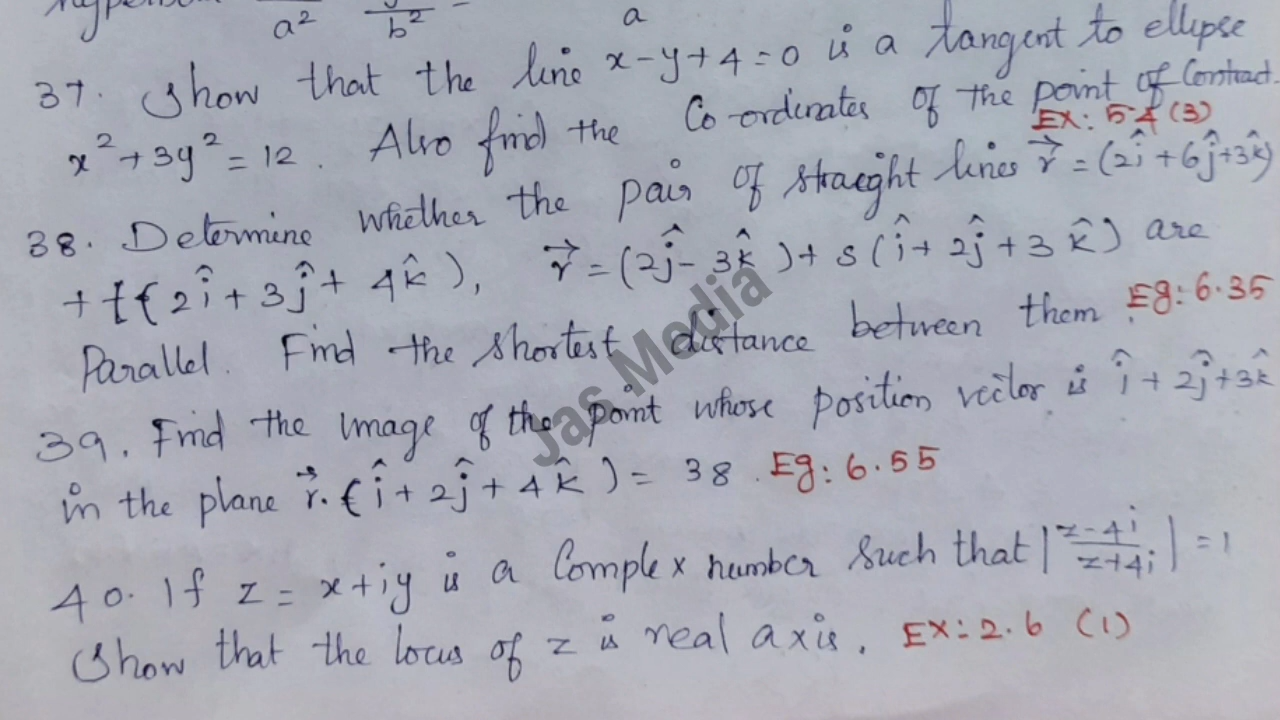 a² b² a
37. Show that the line x-y+4=0 is a tangent to ellipse
x²+3y²=12. Also find the Co-ordinates of the point of Contact.
EX: 5.4 (3)
38. Determine whether the pair of straight lines r⃗ = (2î+6ĵ+3k̂)
+ t(2î+3ĵ+4k̂), r⃗ = (2ĵ-3k̂)+s(î+2ĵ+3k̂) are
Parallel. Find the shortest distance between them. Eg: 6.35
39. Find the image of the point whose position vector is î+2ĵ+3k̂
in the plane r⃗.(î+2ĵ+4k̂) = 38. Eg: 6.55
40. If z = x+iy is a Complex number such that |z-4i/z+4i| = 1
Show that the locus of z is real axis. EX: 2.6 (1)
Jas Media